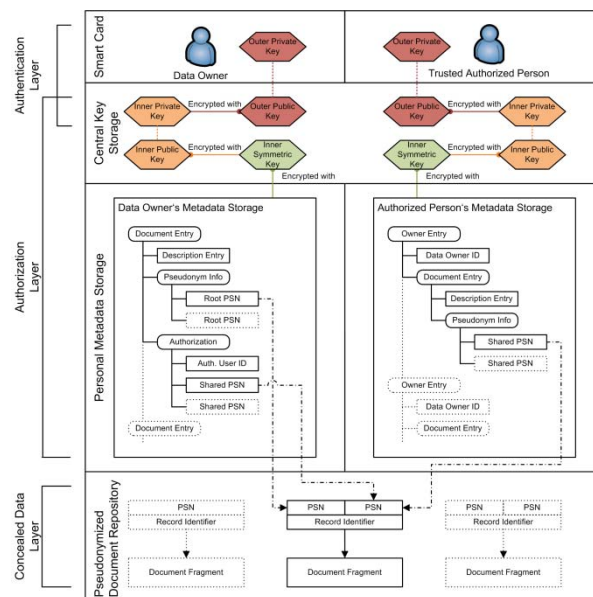 Authentication
Layer
Smart Card
Data Owner
Outer Private
Key
Outer Private
Key
Trusted Authorized Person
Authorization
Layer
Central Key
Storage
Inner Private
Key
Encrypted with
Outer Public
Key
Outer Public
Key
Encrypted with
Inner Private
Key
Inner Public
Key
Encrypted with
Inner
Symmetric
Key
Inner
Symmetric
Key
Encrypted with
Inner Public
Key
Encrypted with
Encrypted with
Personal Metadata Storage
Data Owner's Metadata Storage
Document Entry
Description Entry
Pseudonym Info
Root PSN
Root PSN
Authorization
Auth. User ID
Shared PSN
Shared PSN
Document Entry
Authorized Person's Metadata Storage
Owner Entry
Data Owner ID
Document Entry
Description Entry
Pseudonym Info
Shared PSN
Shared PSN
Owner Entry
Data Owner ID
Document Entry
Concealed Data
Layer
Pseudonymized
Document Repository
PSN
Record Identifier
Document Fragment
PSN PSN
Record Identifier
Document Fragment
PSN PSN
Record Identifier
Document Fragment